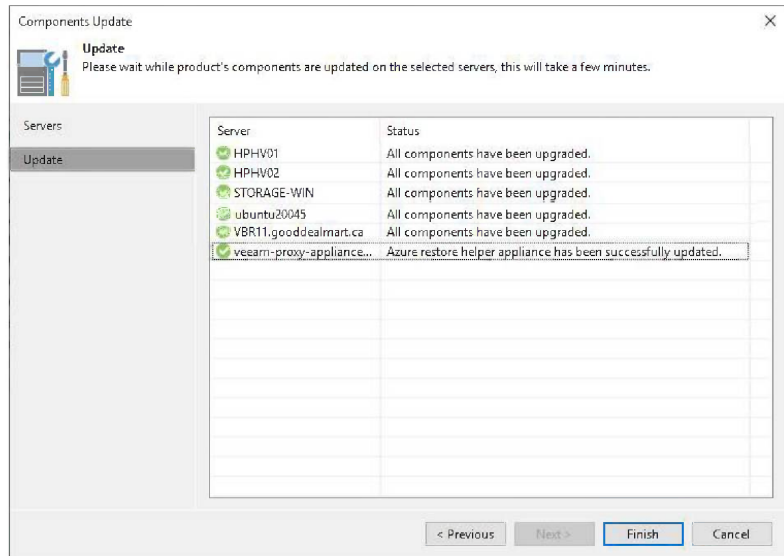 Components Update
Update
Please wait while product's components are updated on the selected servers, this will take a few minutes.
Servers
Update
Server Status
HPHV01 All components have been upgraded.
HPHV02 All components have been upgraded.
STORAGE-WIN All components have been upgraded.
ubuntu20045 All components have been upgraded.
VBR11.gooddealmart.ca All components have been upgraded.
veeam-proxy-appliance... Azure restore helper appliance has been successfully updated.
< Previous Next > Finish Cancel